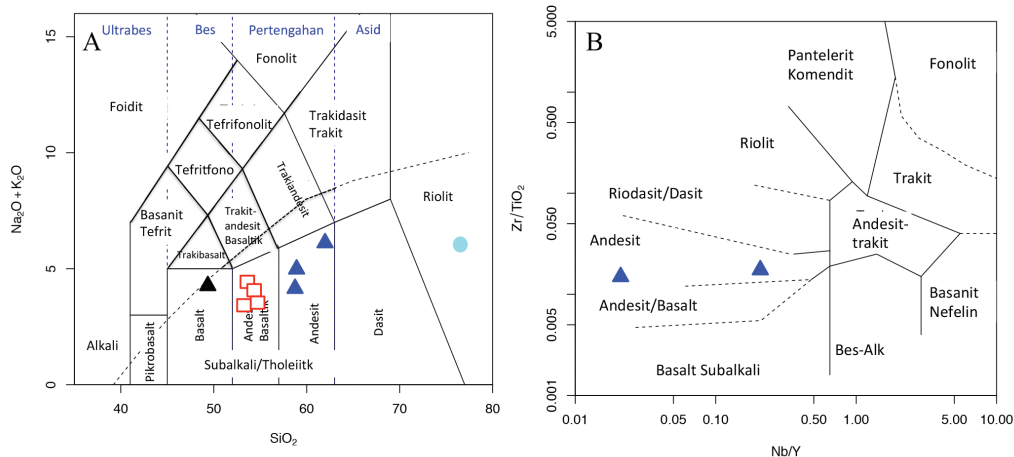 A
Ultrabes
Bes
Pertengahan
Asid
Fonolit
Foidit
Tefrifonolit
Trakidasit
Trakit
Tefritfono
Trakiandesit
Riolit
Basanit
Tefrit
Trakit-
andesit
Basaltik
Trakibasalt
Alkali
Pikrobasalt
Basalt
Basaltik
Andesit
Dasit
Subalkali/Tholeiitk
Na2O + K2O
0
5
10
15
40
50
60
70
80
SiO2
B
Pantelerit
Komendit
Fonolit
Riolit
Trakit
Riodasit/Dasit
Andesit
Andesit-
trakit
Andesit/Basalt
Basanit
Nefelin
Bes-Alk
Basalt Subalkali
Zr/TiO2
5.000
0.500
0.050
0.005
0.001
0.01
0.05
0.10
0.50
1.00
5.00
10.00
Nb/Y